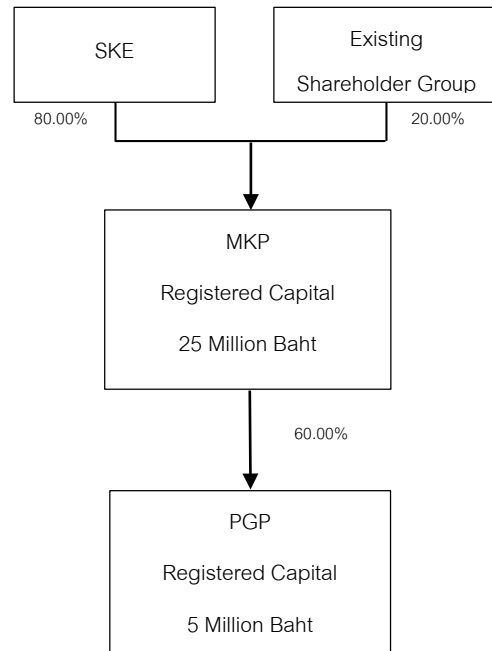 SKE
Existing
Shareholder Group
80.00%
20.00%
MKP
Registered Capital
25 Million Baht
60.00%
PGP
Registered Capital
5 Million Baht